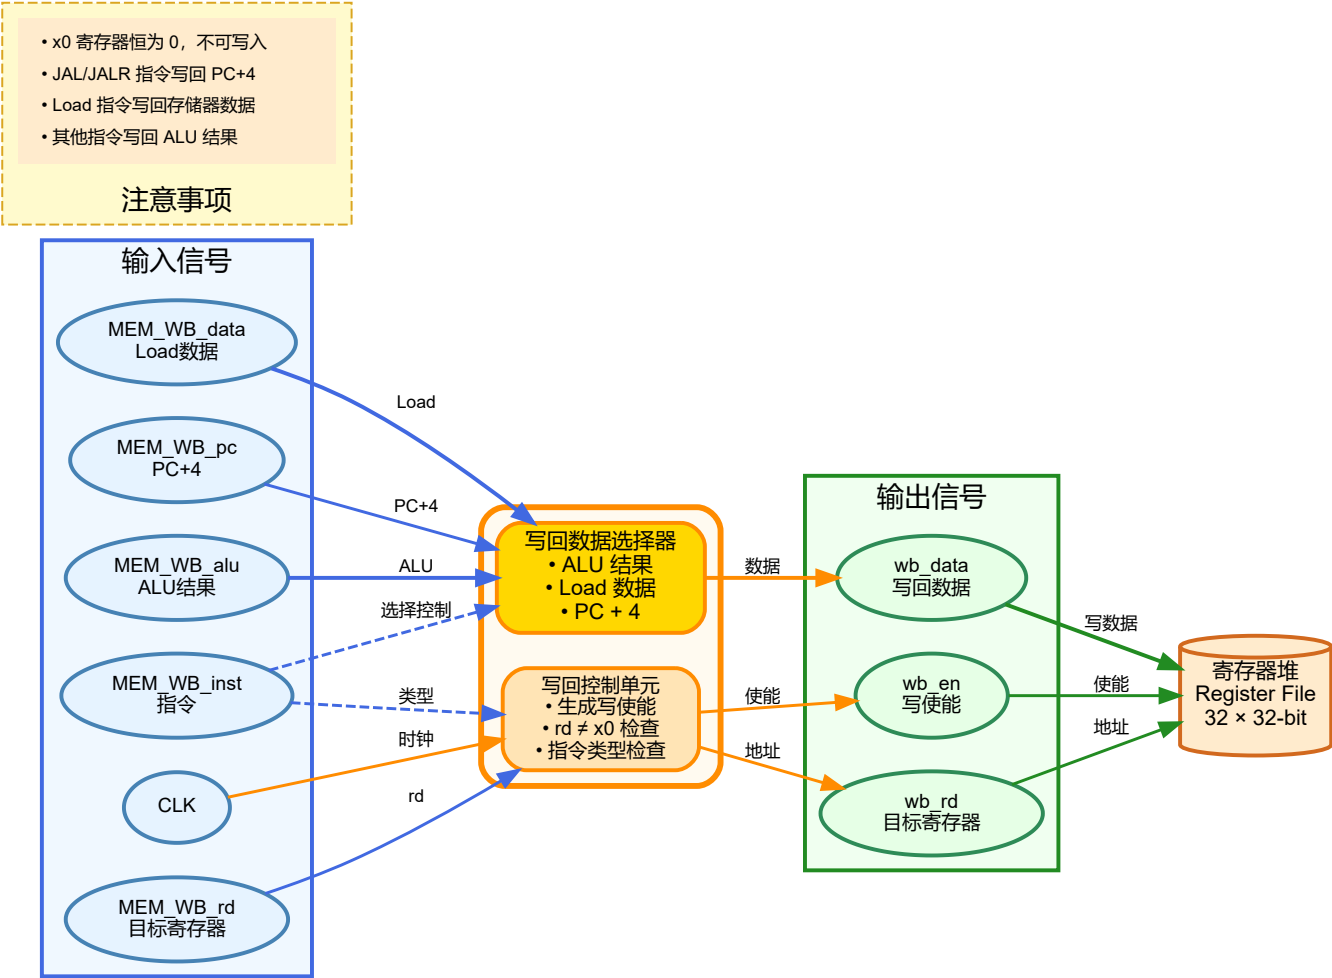 • x0 寄存器恒为 0，不可写入
• JAL/JALR 指令写回 PC+4
• Load 指令写回存储器数据
• 其他指令写回 ALU 结果
注意事项
输入信号
MEM_WB_data
Load数据
MEM_WB_pc
PC+4
MEM_WB_alu
ALU结果
MEM_WB_inst
指令
CLK
MEM_WB_rd
目标寄存器
Load
PC+4
ALU
选择控制
类型
时钟
rd
写回数据选择器
• ALU 结果
• Load 数据
• PC + 4
写回控制单元
• 生成写使能
• rd ≠ x0 检查
• 指令类型检查
数据
使能
地址
输出信号
wb_data
写回数据
wb_en
写使能
wb_rd
目标寄存器
写数据
使能
地址
寄存器堆
Register File
32 × 32-bit